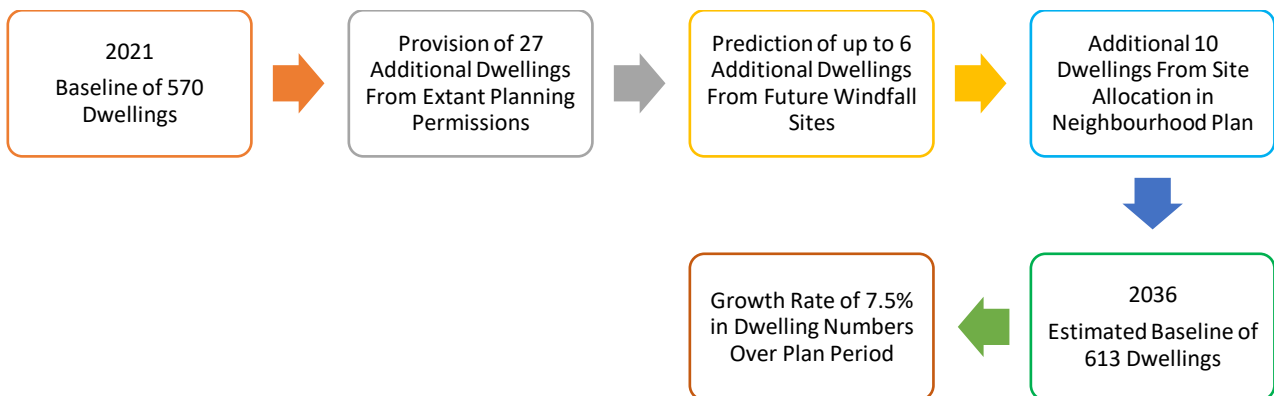 2021
Baseline of 570
Dwellings
Provision of 27
Additional Dwellings
From Extant Planning
Permissions
Prediction of up to 6
Additional Dwellings
From Future Windfall
Sites
Additional 10
Dwellings From Site
Allocation in
Neighbourhood Plan
2036
Estimated Baseline of
613 Dwellings
Growth Rate of 7.5%
in Dwelling Numbers
Over Plan Period